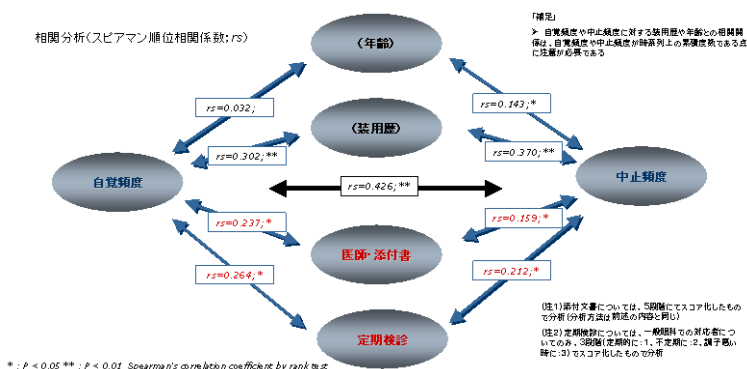 相関分析(スピアマン順位相関係数;rs)
「補足」
➢ 自覚頻度や中止頻度に対する装用歴や年齢との相関関
係は、自覚頻度や中止頻度が時系列上の累積度数である点
に注意が必要である
(年齢)
rs=0.032;
rs=0.143;*
(装用歴)
rs=0.302;**
rs=0.370;**
自覚頻度
rs=0.426;**
中止頻度
rs=0.237;*
rs=0.159;*
医師・添付書
rs=0.264;*
rs=0.212;*
定期検診
(注1)添付文書については、5段階にてスコア化したもの
で分析(分析方法は前述の内容と同じ)
(注2)定期検診については、一般眼科での対応者につ
いてのみ、3段階(定期的に:1、不定期に:2、調子悪い
時に:3)でスコア化したもので分析
*:P<0.05 **:P<0.01 Spearman's correlation coefficient by rank test